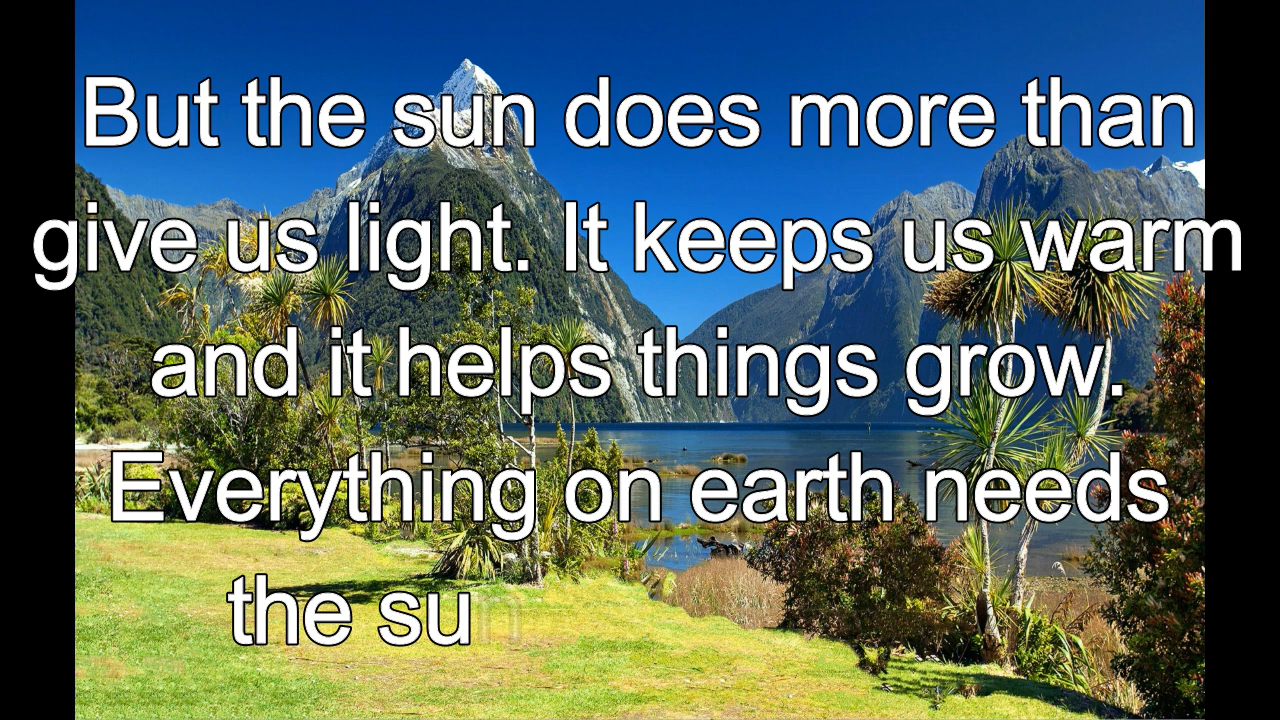 But the sun does more than
give us light. It keeps us warm
and it helps things grow.
Everything on earth needs
the sun